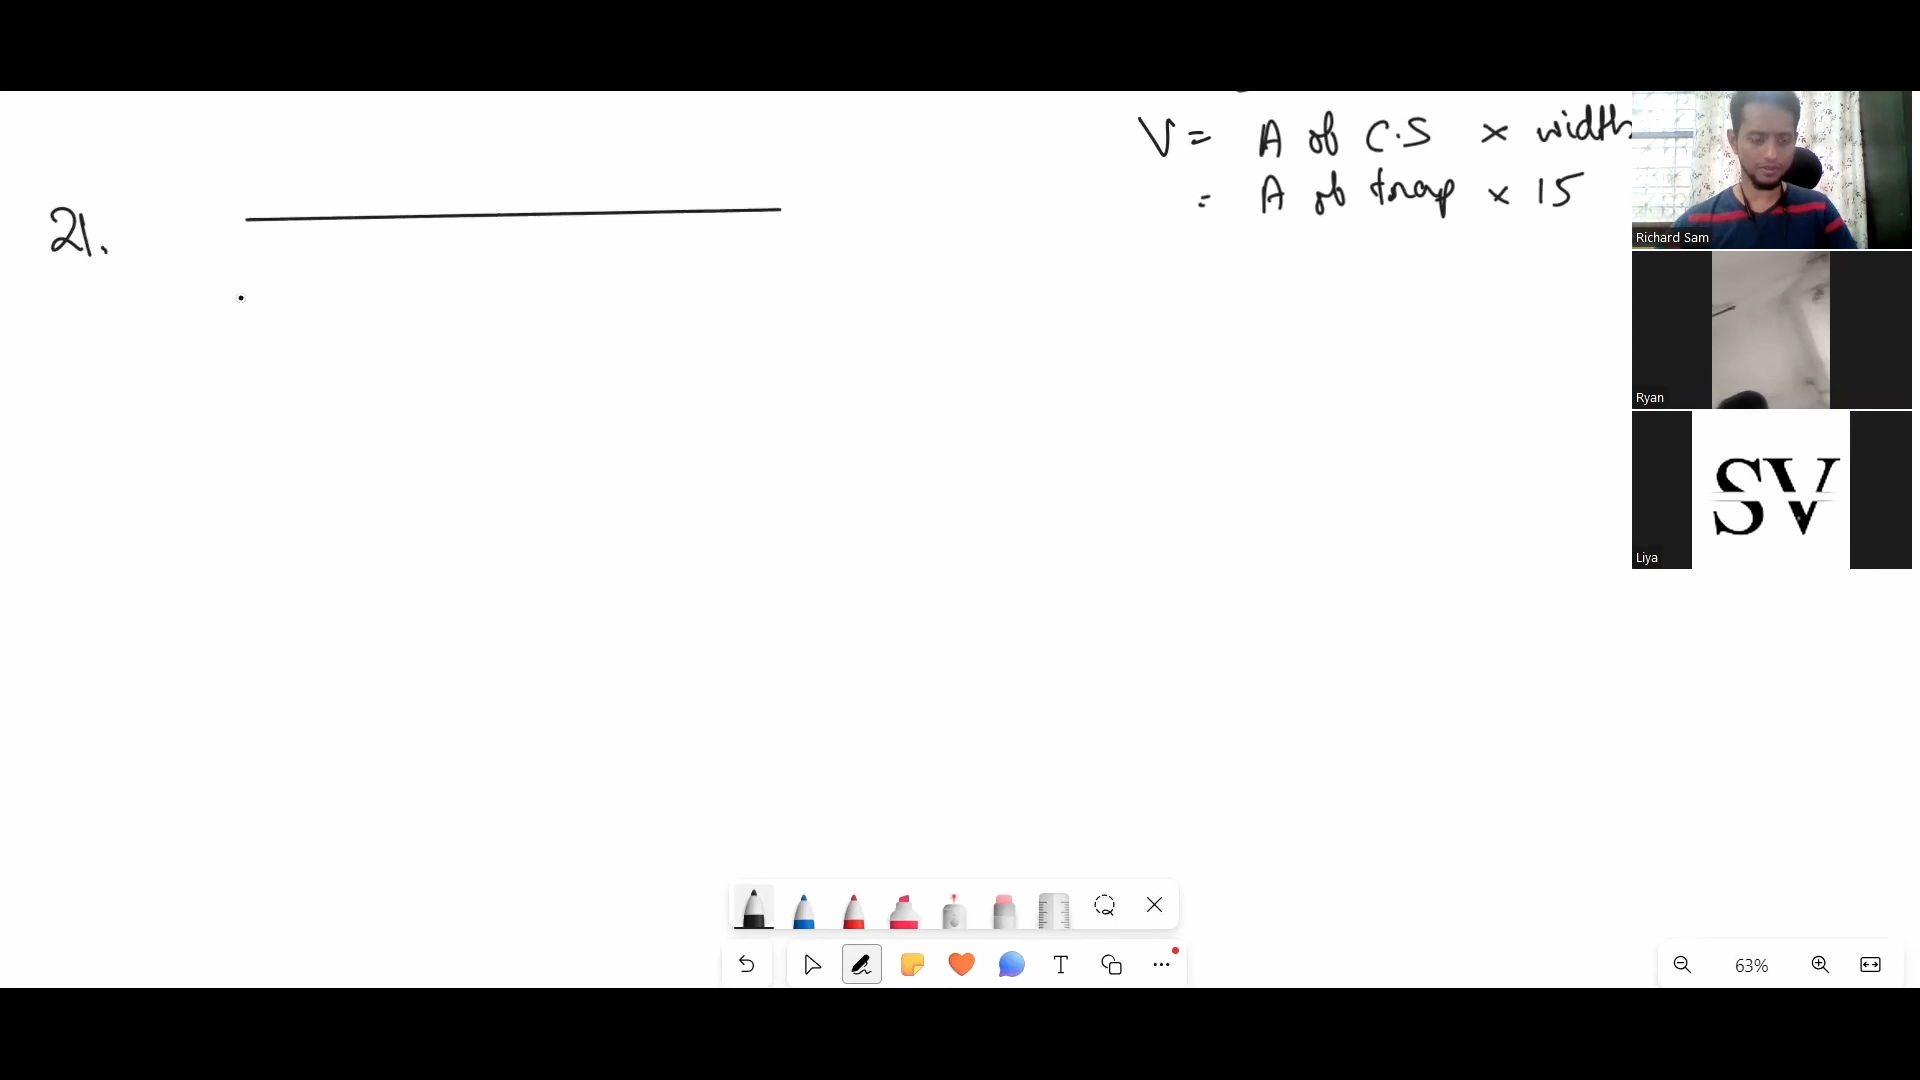 V = A of C.S × width
= A of trap × 15
21.
Richard Sam
Ryan
SV
Liya
T
63%